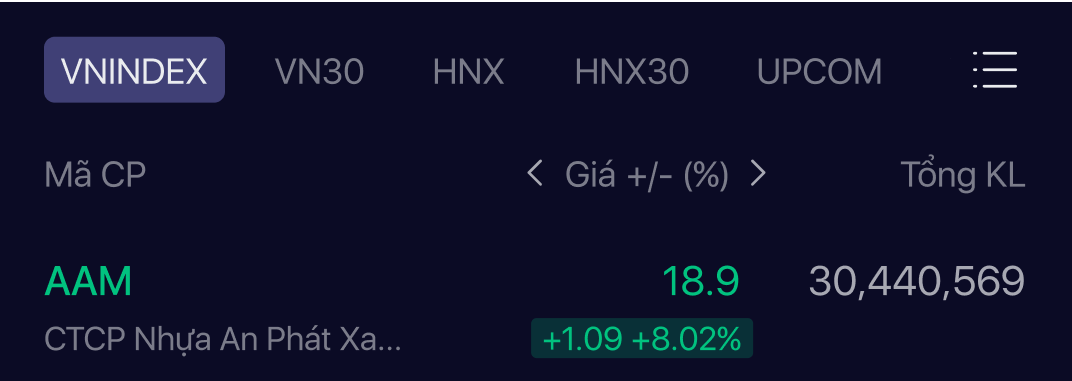 VNINDEX VN30 HNX HNX30 UPCOM
Mã CP Giá +/- (%) Tổng KL
AAM 18.9 30,440,569
CTCP Nhựa An Phát Xa... +1.09 +8.02%